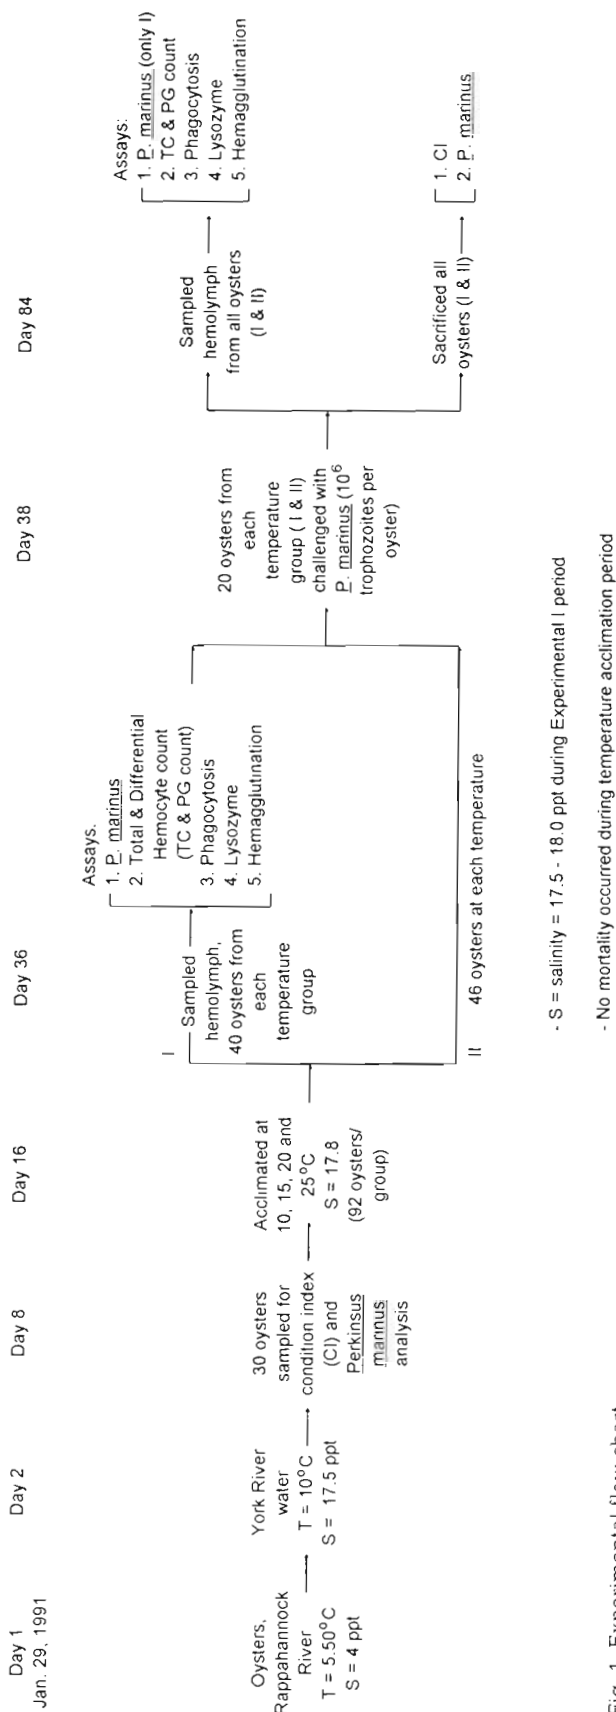 Day 1
Jan. 29, 1991
Oysters,
Rappahannock
River
T = 5.50°C
S = 4 ppt
Day 2
York River
water
T = 10°C
S = 17.5 ppt
Day 8
30 oysters
sampled for
condition index
(CI) and
Perkinsus
marinus
analysis
Day 16
Acclimated at
10, 15, 20 and
25°C
S = 17.8
(92 oysters/
group)
Day 36
I
Sampled
hemolymph,
40 oysters from
each
temperature
group
Assays.
1. P. marinus
2. Total & Differential
Hemocyte count
(TC & PG count)
3. Phagocytosis
4. Lysozyme
5. Hemagglutination
II
46 oysters at each temperature
Day 38
20 oysters from
each
temperature
group ( I & II)
challenged with
P. marinus (10⁶
trophozoites per
oyster)
Day 84
Sampled
hemolymph
from all oysters
(I & II)
Assays:
1. P. marinus (only I)
2. TC & PG count
3. Phagocytosis
4. Lysozyme
5. Hemagglutination
Sacrificed all
oysters (I & II)
1. CI
2. P. marinus
- S = salinity = 17.5 - 18.0 ppt during Experimental I period
- No mortality occurred during temperature acclimation period
Fig. 1. Experimental flow chart